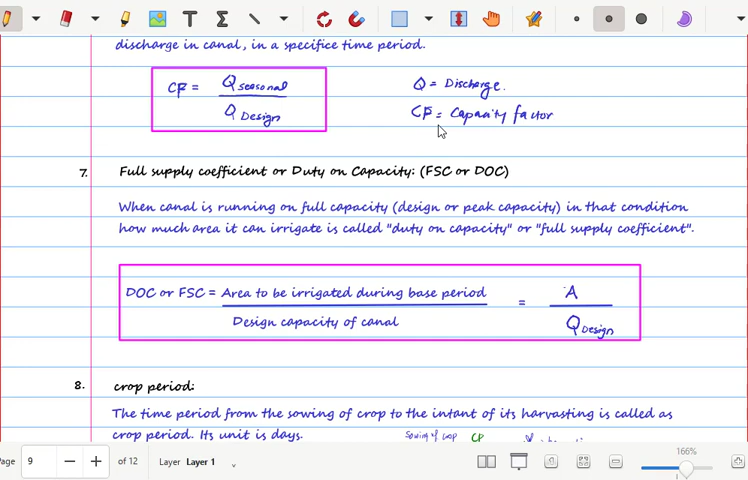 discharge in canal, in a specifice time period.
CF = Q Seasonal / Q Design
Q = Discharge.
CF = Capacity factor
7. Full supply coefficient or Duty on Capacity: (FSC or DOC)
When canal is running on full capacity (design or peak capacity) in that condition
how much area it can irrigate is called "duty on capacity" or "full supply coefficient".
DOC or FSC = Area to be irrigated during base period / Design capacity of canal = A / Q Design
8. crop period:
The time period from the sowing of crop to the intant of its harvasting is called as
crop period. Its unit is days.
Sowing of crop CP
Page 9 of 12 Layer Layer 1 166%